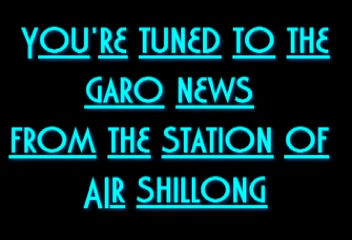 YOU'RE TUNED TO THE
GARO NEWS
FROM THE STATION OF
AIR SHILLONG